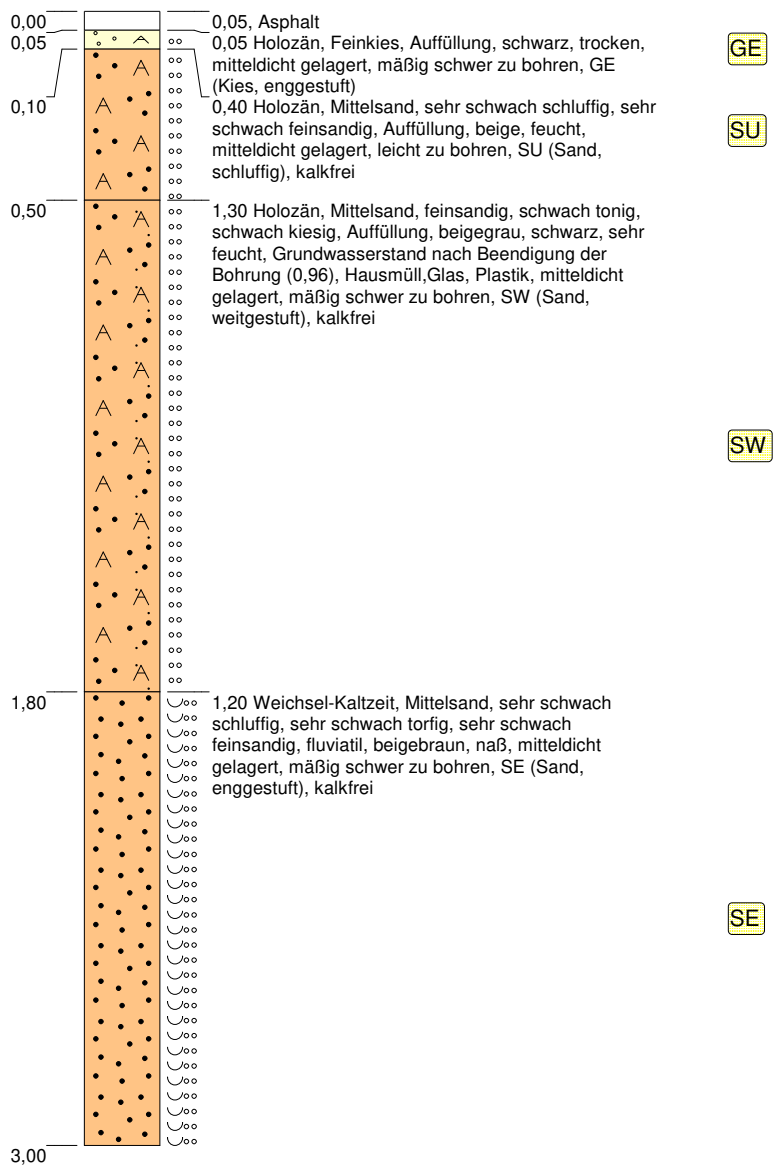 0,00
0,05, Asphalt
0,05
0,05 Holozän, Feinkies, Auffüllung, schwarz, trocken,
mitteldicht gelagert, mäßig schwer zu bohren, GE
(Kies, enggestuft)
GE
0,10
0,40 Holozän, Mittelsand, sehr schwach schluffig, sehr
schwach feinsandig, Auffüllung, beige, feucht,
mitteldicht gelagert, leicht zu bohren, SU (Sand,
schluffig), kalkfrei
SU
0,50
1,30 Holozän, Mittelsand, feinsandig, schwach tonig,
schwach kiesig, Auffüllung, beigegrau, schwarz, sehr
feucht, Grundwasserstand nach Beendigung der
Bohrung (0,96), Hausmüll,Glas, Plastik, mitteldicht
gelagert, mäßig schwer zu bohren, SW (Sand,
weitgestuft), kalkfrei
SW
1,80
1,20 Weichsel-Kaltzeit, Mittelsand, sehr schwach
schluffig, sehr schwach torfig, sehr schwach
feinsandig, fluviatil, beigebraun, naß, mitteldicht
gelagert, mäßig schwer zu bohren, SE (Sand,
enggestuft), kalkfrei
SE
3,00